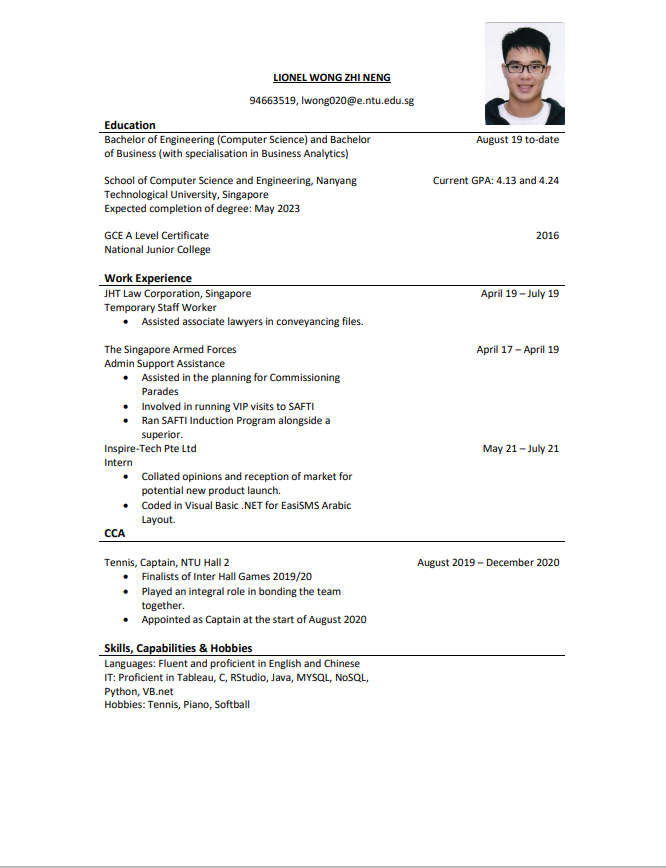 LIONEL WONG ZHI NENG
94663519, lwong020@e.ntu.edu.sg
Education
Bachelor of Engineering (Computer Science) and Bachelor August 19 to-date
of Business (with specialisation in Business Analytics)
School of Computer Science and Engineering, Nanyang Current GPA: 4.13 and 4.24
Technological University, Singapore
Expected completion of degree: May 2023
GCE A Level Certificate 2016
National Junior College
Work Experience
JHT Law Corporation, Singapore April 19 – July 19
Temporary Staff Worker
• Assisted associate lawyers in conveyancing files.
The Singapore Armed Forces April 17 – April 19
Admin Support Assistance
• Assisted in the planning for Commissioning
Parades
• Involved in running VIP visits to SAFTI
• Ran SAFTI Induction Program alongside a
superior.
Inspire-Tech Pte Ltd May 21 – July 21
Intern
• Collated opinions and reception of market for
potential new product launch.
• Coded in Visual Basic .NET for EasiSMS Arabic
Layout.
CCA
Tennis, Captain, NTU Hall 2 August 2019 – December 2020
• Finalists of Inter Hall Games 2019/20
• Played an integral role in bonding the team
together.
• Appointed as Captain at the start of August 2020
Skills, Capabilities & Hobbies
Languages: Fluent and proficient in English and Chinese
IT: Proficient in Tableau, C, RStudio, Java, MYSQL, NoSQL,
Python, VB.net
Hobbies: Tennis, Piano, Softball